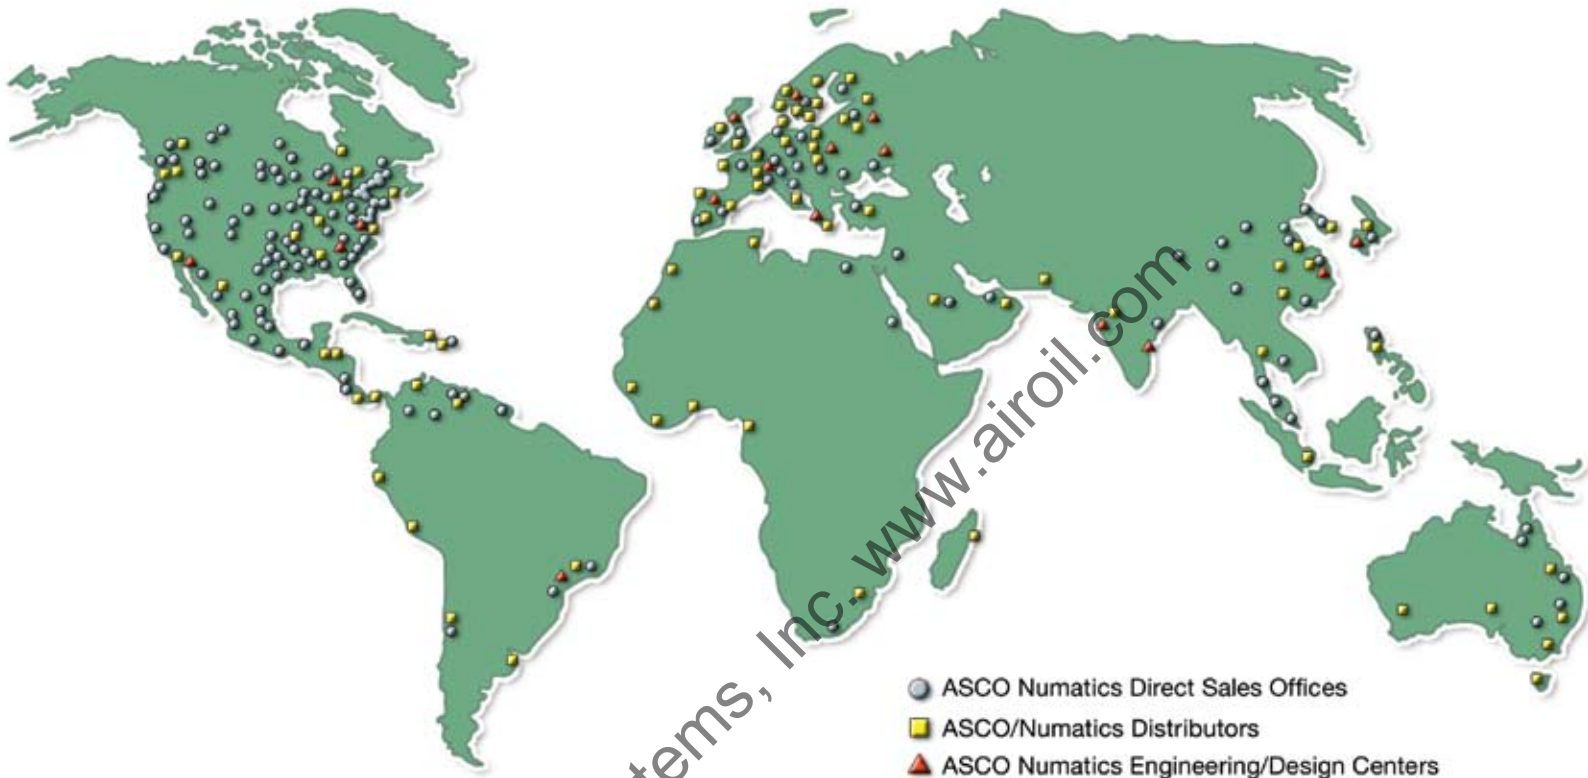 ASCO Numatics Direct Sales Offices
ASCO/Numatics Distributors
ASCO Numatics Engineering/Design Centers
tems, Inc. www.airoil.com